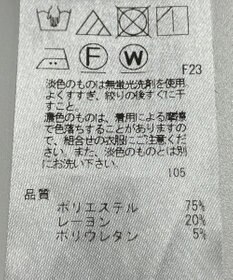 F W
F23
淡色のものは無蛍光洗剤を使用
よくすすぎ、絞りの後すぐに干
すこと。
濃色のものは、着用による摩擦
で色落ちすることがありますの
で、組合せの衣服にご注意くださ
い。また、淡色のものとは別
にお洗い下さい。
105
品質
ポリエステル 75%
レーヨン 20%
ポリウレタン 5%